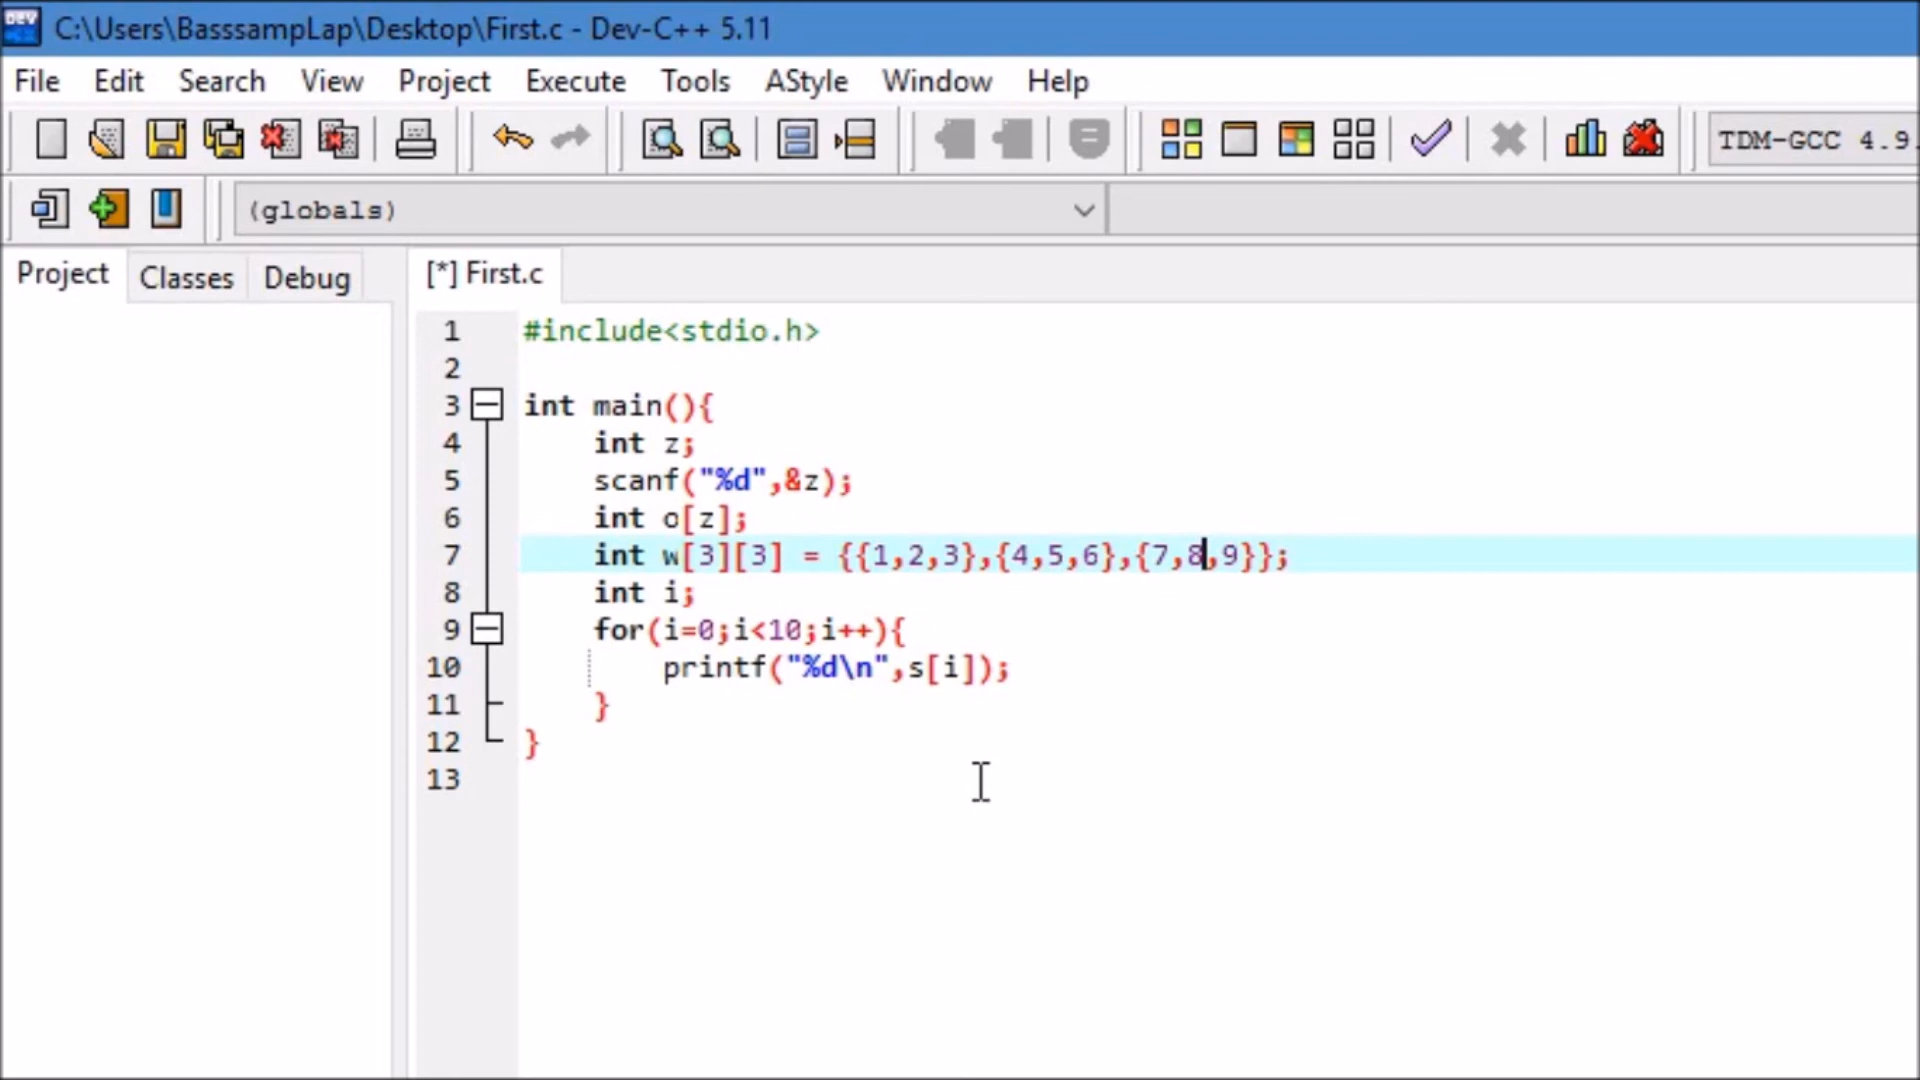 DEV C:\Users\BasssampLap\Desktop\First.c - Dev-C++ 5.11
File Edit Search View Project Execute Tools AStyle Window Help
TDM-GCC 4.9.
(globals)
Project Classes Debug [*] First.c
1 #include<stdio.h>
2
3 int main(){
4 int z;
5 scanf("%d",&z);
6 int o[z];
7 int w[3][3] = {{1,2,3},{4,5,6},{7,8,9}};
8 int i;
9 for(i=0;i<10;i++){
10 printf("%d\n",s[i]);
11 }
12 }
13